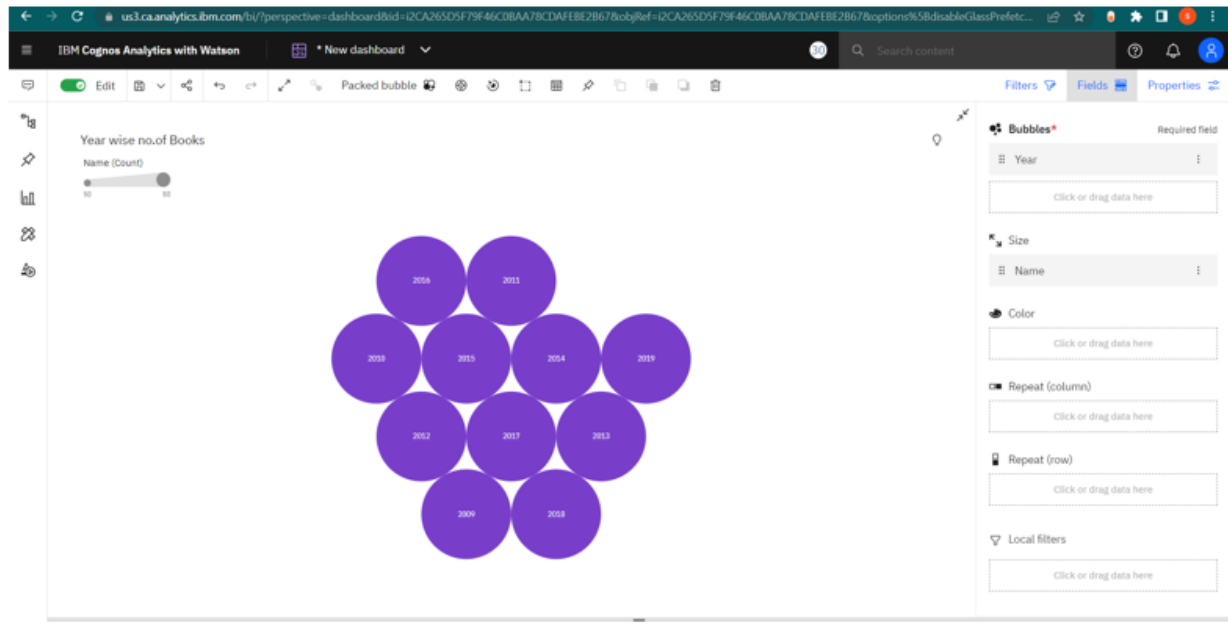 us3.ca.analytics.ibm.com/bi/?perspective=dashboard&id=i2CA265D5F79F46C0BAA78CDAFEBE2B67&objRef=i2CA265D5F79F46C0BAA78CDAFEBE2B67&options%5BdisableGlassPrefetc...
IBM Cognos Analytics with Watson
* New dashboard
30
Search content
Edit
Packed bubble
Filters
Fields
Properties
Year wise no.of Books
Name (Count)
50 50
Bubbles* Required field
Year
Click or drag data here
Size
Name
Color
Click or drag data here
Repeat (column)
Click or drag data here
Repeat (row)
Click or drag data here
Local filters
Click or drag data here
2016 2011
2010 2015 2014 2019
2012 2017 2013
2009 2018